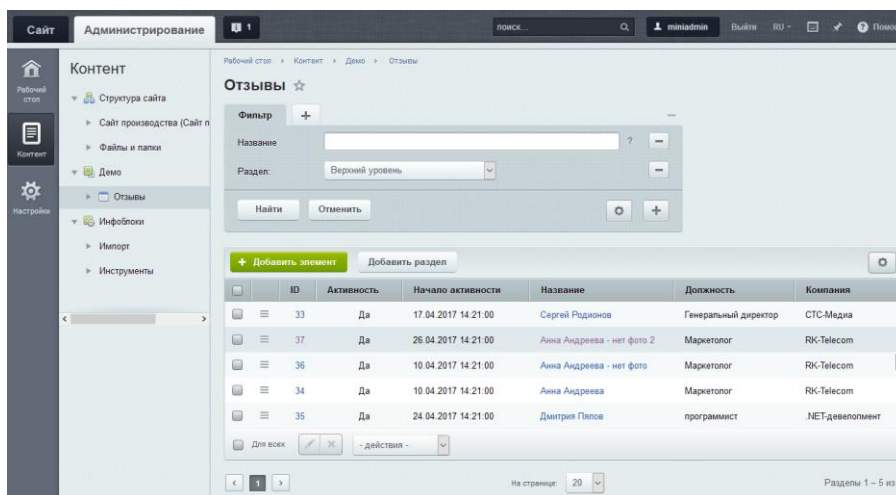 Сайт
Администрирование
1
поиск...
miniadmin
Выйти
RU
Рабочий стол
Контент
Настройки
Контент
Структура сайта
Сайт производства (Сайт п
Файлы и папки
Демо
Отзывы
Инфоблоки
Импорт
Инструменты
Рабочий стол Контент Демо Отзывы
Отзывы
Фильтр +
Название ?
Раздел: Верхний уровень
Найти Отменить
+ Добавить элемент Добавить раздел
ID Активность Начало активности Название Должность Компания
33 Да 17.04.2017 14:21:00 Сергей Родионов Генеральный директор СТС-Медиа
37 Да 26.04.2017 14:21:00 Анна Андреева - нет фото 2 Маркетолог RK-Telecom
36 Да 10.04.2017 14:21:00 Анна Андреева - нет фото Маркетолог RK-Telecom
34 Да 10.04.2017 14:21:00 Анна Андреева Маркетолог RK-Telecom
35 Да 24.04.2017 14:21:00 Дмитрия Пялов программист .NET-девелопмент
Для всех - действия -
1
На странице: 20
Разделы 1 – 5 из